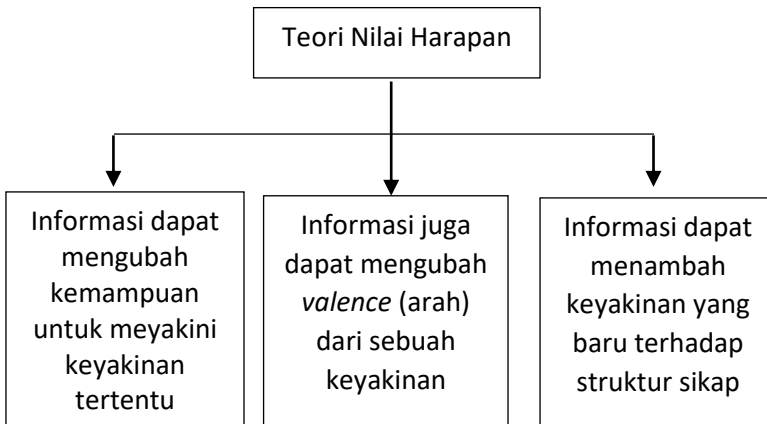 Teori Nilai Harapan
Informasi dapat
mengubah
kemampuan
untuk meyakini
keyakinan
tertentu
Informasi juga
dapat mengubah
valence (arah)
dari sebuah
keyakinan
Informasi dapat
menambah
keyakinan yang
baru terhadap
struktur sikap